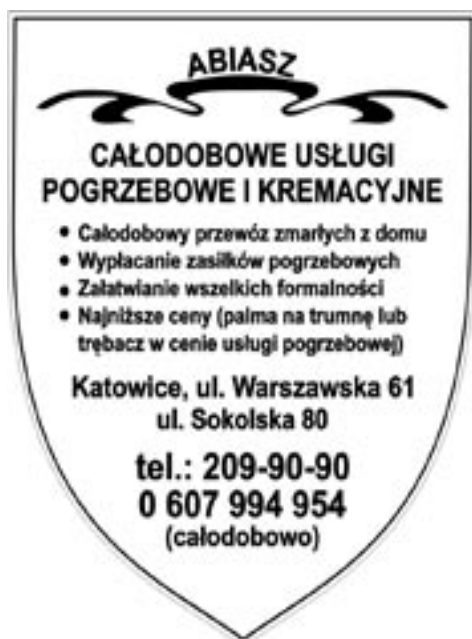 ABIASZ
CAŁODOBOWE USŁUGI
POGRZEBOWE I KREMACYJNE
• Całodobowy przewóz zmarłych z domu
• Wypłacanie zasiłków pogrzebowych
• Załatwianie wszelkich formalności
• Najniższe ceny (palma na trumnę lub
trębacz w cenie usługi pogrzebowej)
Katowice, ul. Warszawska 61
ul. Sokolska 80
tel.: 209-90-90
0 607 994 954
(całodobowo)